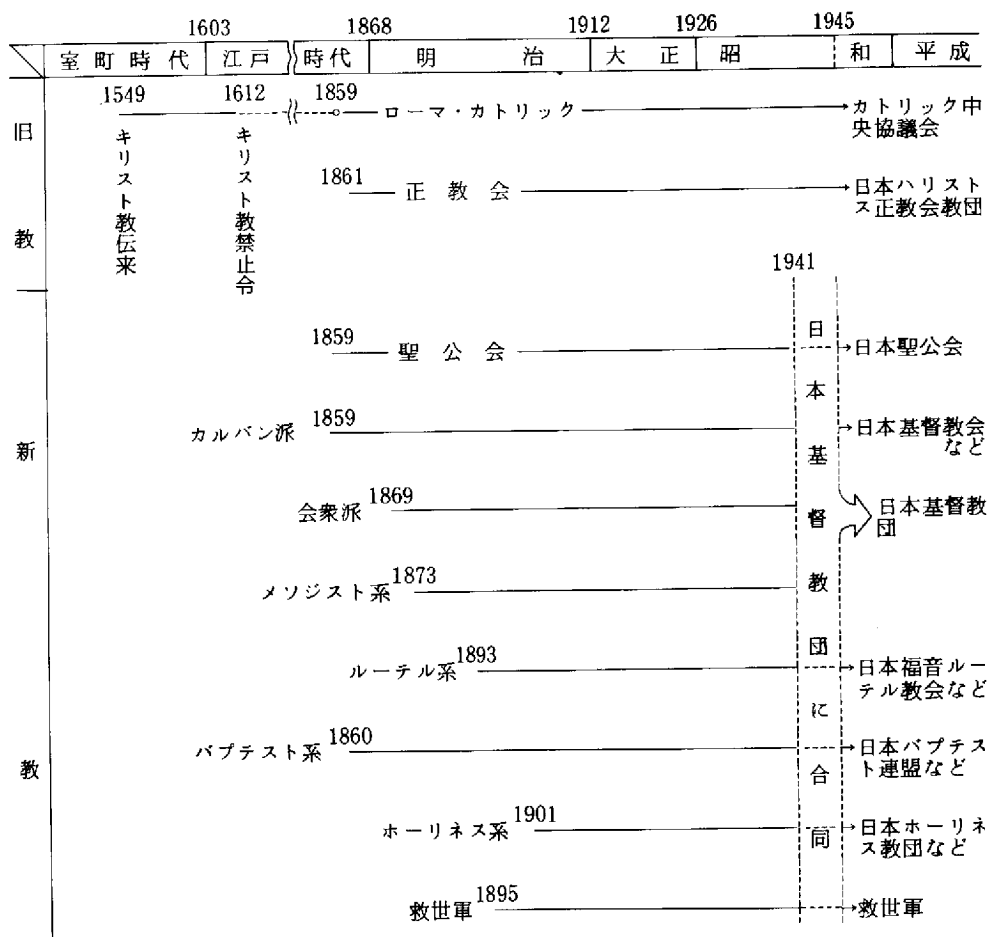 1603 1868 1912 1926 1945
室町時代 江戸 時代 明治 大正 昭和 平成
旧教
1549 1612 1859 ローマ・カトリック カトリック中
央協議会
キリスト教伝来
キリスト教禁止令
1861 正教会 日本ハリスト
ス正教会教団
1941
新教
日本基督教団に合同
1859 聖公会 日本聖公会
カルバン派 1859 日本基督教会
など
会衆派 1869 日本基督教
団
メソジスト系 1873
ルーテル系 1893 日本福音ルー
テル教会など
バプテスト系 1860 日本バプテス
ト連盟など
ホーリネス系 1901 日本ホーリネ
ス教団など
救世軍 1895 救世軍